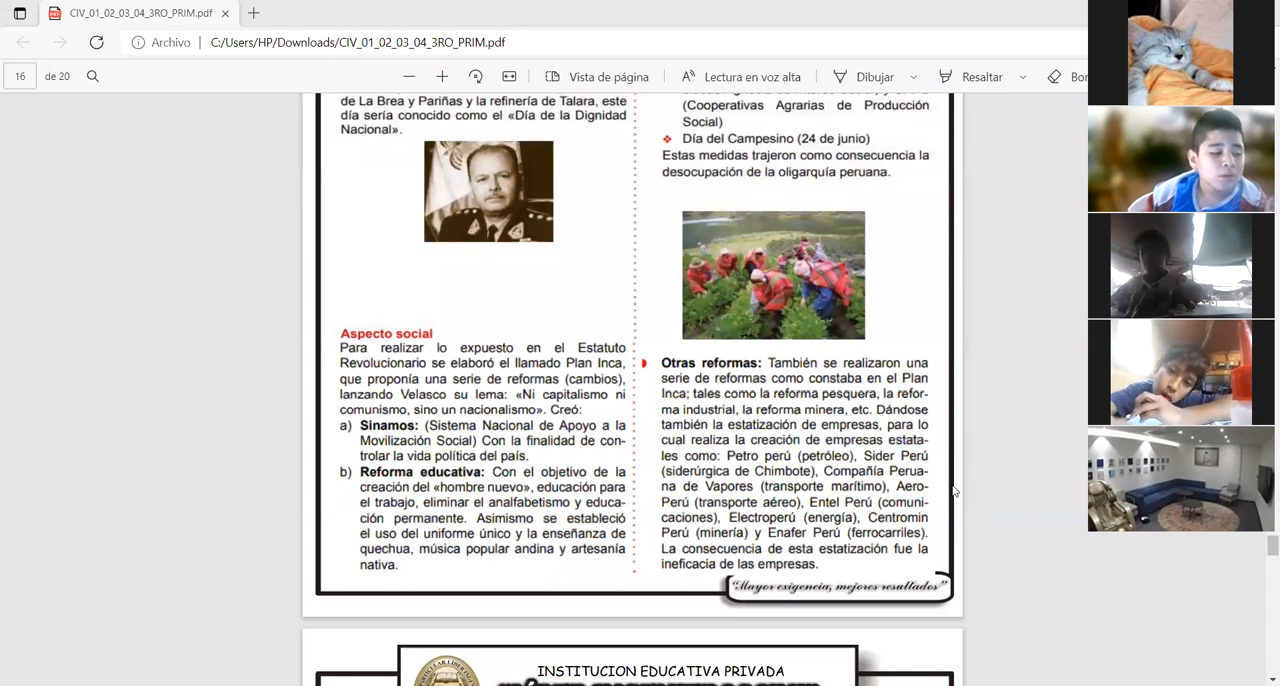 CIV_01_02_03_04_3RO_PRIM.pdf
Archivo
C:/Users/HP/Downloads/CIV_01_02_03_04_3RO_PRIM.pdf
16
de 20
Vista de página
Lectura en voz alta
Dibujar
Resaltar
de La Brea y Pariñas y la refinería de Talara, este
día sería conocido como el «Día de la Dignidad
Nacional».
Aspecto social
Para realizar lo expuesto en el Estatuto
Revolucionario se elaboró el llamado Plan Inca,
que proponía una serie de reformas (cambios),
lanzando Velasco su lema: «Ni capitalismo ni
comunismo, sino un nacionalismo». Creó:
a) Sinamos: (Sistema Nacional de Apoyo a la
Movilización Social) Con la finalidad de con-
trolar la vida política del país.
b) Reforma educativa: Con el objetivo de la
creación del «hombre nuevo», educación para
el trabajo, eliminar el analfabetismo y educa-
ción permanente. Asimismo se estableció
el uso del uniforme único y la enseñanza de
quechua, música popular andina y artesanía
nativa.
(Cooperativas Agrarias de Producción
Social)
Día del Campesino (24 de junio)
Estas medidas trajeron como consecuencia la
desocupación de la oligarquía peruana.
Otras reformas: También se realizaron una
serie de reformas como constaba en el Plan
Inca; tales como la reforma pesquera, la refor-
ma industrial, la reforma minera, etc. Dándose
también la estatización de empresas, para lo
cual realiza la creación de empresas estata-
les como: Petro perú (petróleo), Sider Perú
(siderúrgica de Chimbote), Compañía Perua-
na de Vapores (transporte marítimo), Aero-
Perú (transporte aéreo), Entel Perú (comuni-
caciones), Electroperú (energía), Centromin
Perú (minería) y Enafer Perú (ferrocarriles).
La consecuencia de esta estatización fue la
ineficacia de las empresas.
"Mayor exigencia, mejores resultados"
INSTITUCION EDUCATIVA PRIVADA